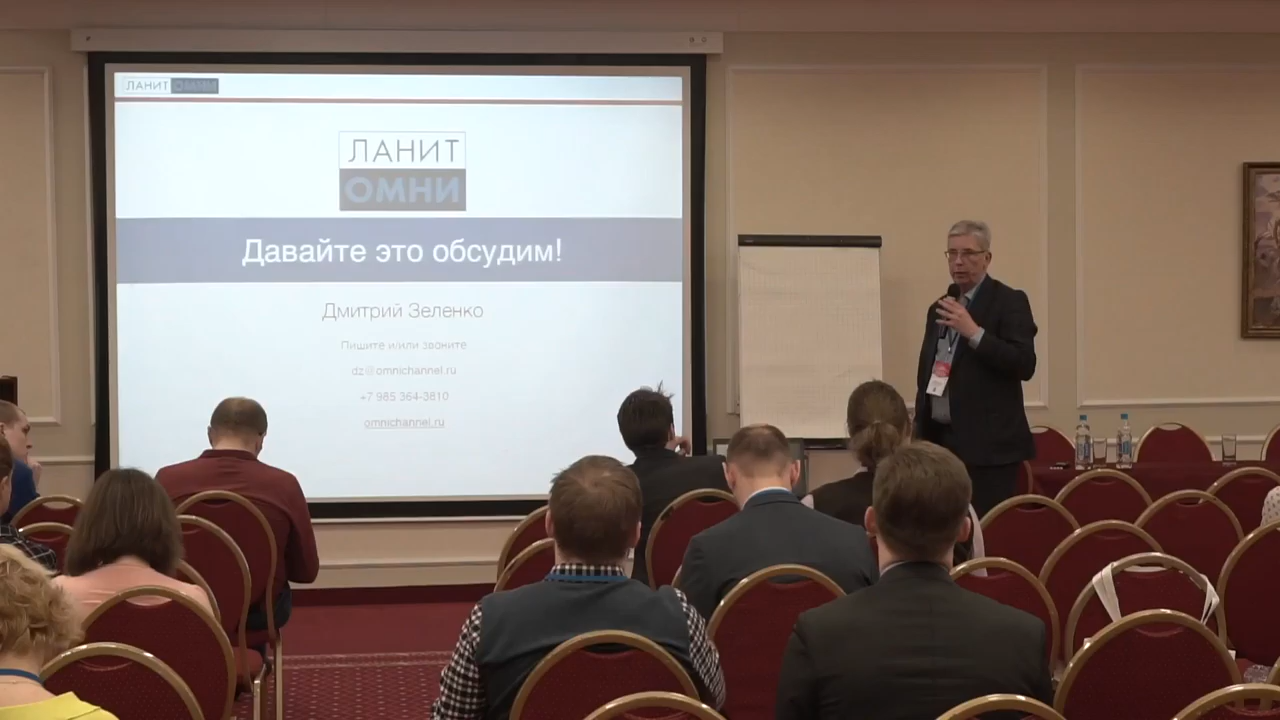 ЛАНИТ ОМНИ
ЛАНИТ
ОМНИ
Давайте это обсудим!
Дмитрий Зеленко
Пишите и/или звоните
dz@omnichannel.ru
+7 985 364-3810
omnichannel.ru